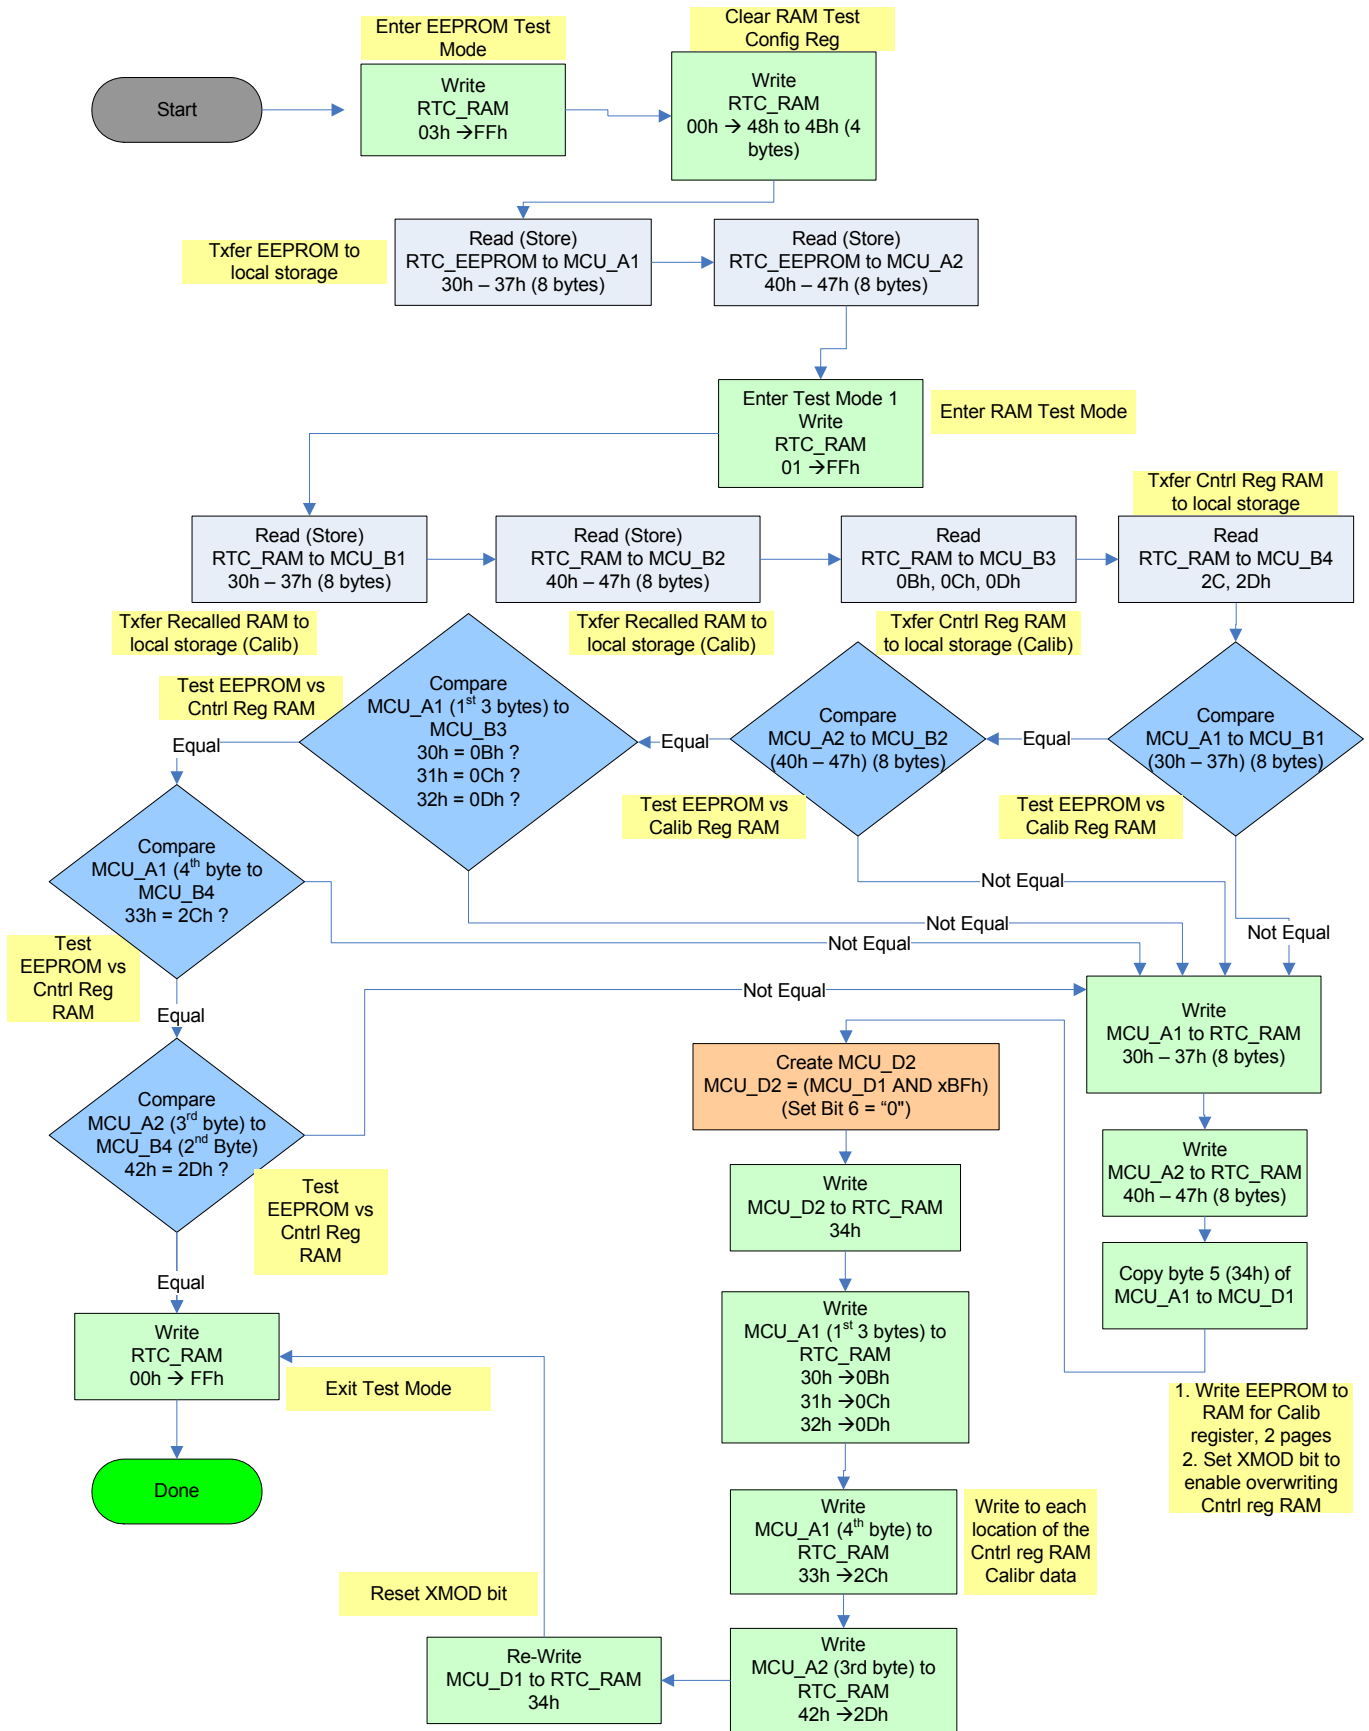 Enter EEPROM Test
Mode
Clear RAM Test
Config Reg
Start
Write
RTC_RAM
03h →FFh
Write
RTC_RAM
00h → 48h to 4Bh (4
bytes)
Txfer EEPROM to
local storage
Read (Store)
RTC_EEPROM to MCU_A1
30h – 37h (8 bytes)
Read (Store)
RTC_EEPROM to MCU_A2
40h – 47h (8 bytes)
Enter Test Mode 1
Write
RTC_RAM
01 →FFh
Enter RAM Test Mode
Txfer Cntrl Reg RAM
to local storage
Read (Store)
RTC_RAM to MCU_B1
30h – 37h (8 bytes)
Read (Store)
RTC_RAM to MCU_B2
40h – 47h (8 bytes)
Read
RTC_RAM to MCU_B3
0Bh, 0Ch, 0Dh
Read
RTC_RAM to MCU_B4
2C, 2Dh
Txfer Recalled RAM to
local storage (Calib)
Txfer Recalled RAM to
local storage (Calib)
Txfer Cntrl Reg RAM
to local storage (Calib)
Test EEPROM vs
Cntrl Reg RAM
Compare
MCU_A1 (1st 3 bytes) to
MCU_B3
30h = 0Bh ?
31h = 0Ch ?
32h = 0Dh ?
Compare
MCU_A2 to MCU_B2
(40h – 47h) (8 bytes)
Compare
MCU_A1 to MCU_B1
(30h – 37h) (8 bytes)
Equal
Equal
Equal
Test EEPROM vs
Calib Reg RAM
Test EEPROM vs
Calib Reg RAM
Compare
MCU_A1 (4th byte to
MCU_B4
33h = 2Ch ?
Not Equal
Not Equal
Not Equal
Not Equal
Test
EEPROM vs
Cntrl Reg
RAM
Equal
Not Equal
Write
MCU_A1 to RTC_RAM
30h – 37h (8 bytes)
Create MCU_D2
MCU_D2 = (MCU_D1 AND xBFh)
(Set Bit 6 = “0")
Compare
MCU_A2 (3rd byte) to
MCU_B4 (2nd Byte)
42h = 2Dh ?
Test
EEPROM vs
Cntrl Reg
RAM
Write
MCU_A2 to RTC_RAM
40h – 47h (8 bytes)
Write
MCU_D2 to RTC_RAM
34h
Equal
Copy byte 5 (34h) of
MCU_A1 to MCU_D1
Write
RTC_RAM
00h → FFh
Exit Test Mode
Write
MCU_A1 (1st 3 bytes) to
RTC_RAM
30h →0Bh
31h →0Ch
32h →0Dh
1. Write EEPROM to
RAM for Calib
register, 2 pages
2. Set XMOD bit to
enable overwriting
Cntrl reg RAM
Done
Write
MCU_A1 (4th byte) to
RTC_RAM
33h →2Ch
Write to each
location of the
Cntrl reg RAM
Calibr data
Reset XMOD bit
Re-Write
MCU_D1 to RTC_RAM
34h
Write
MCU_A2 (3rd byte) to
RTC_RAM
42h →2Dh